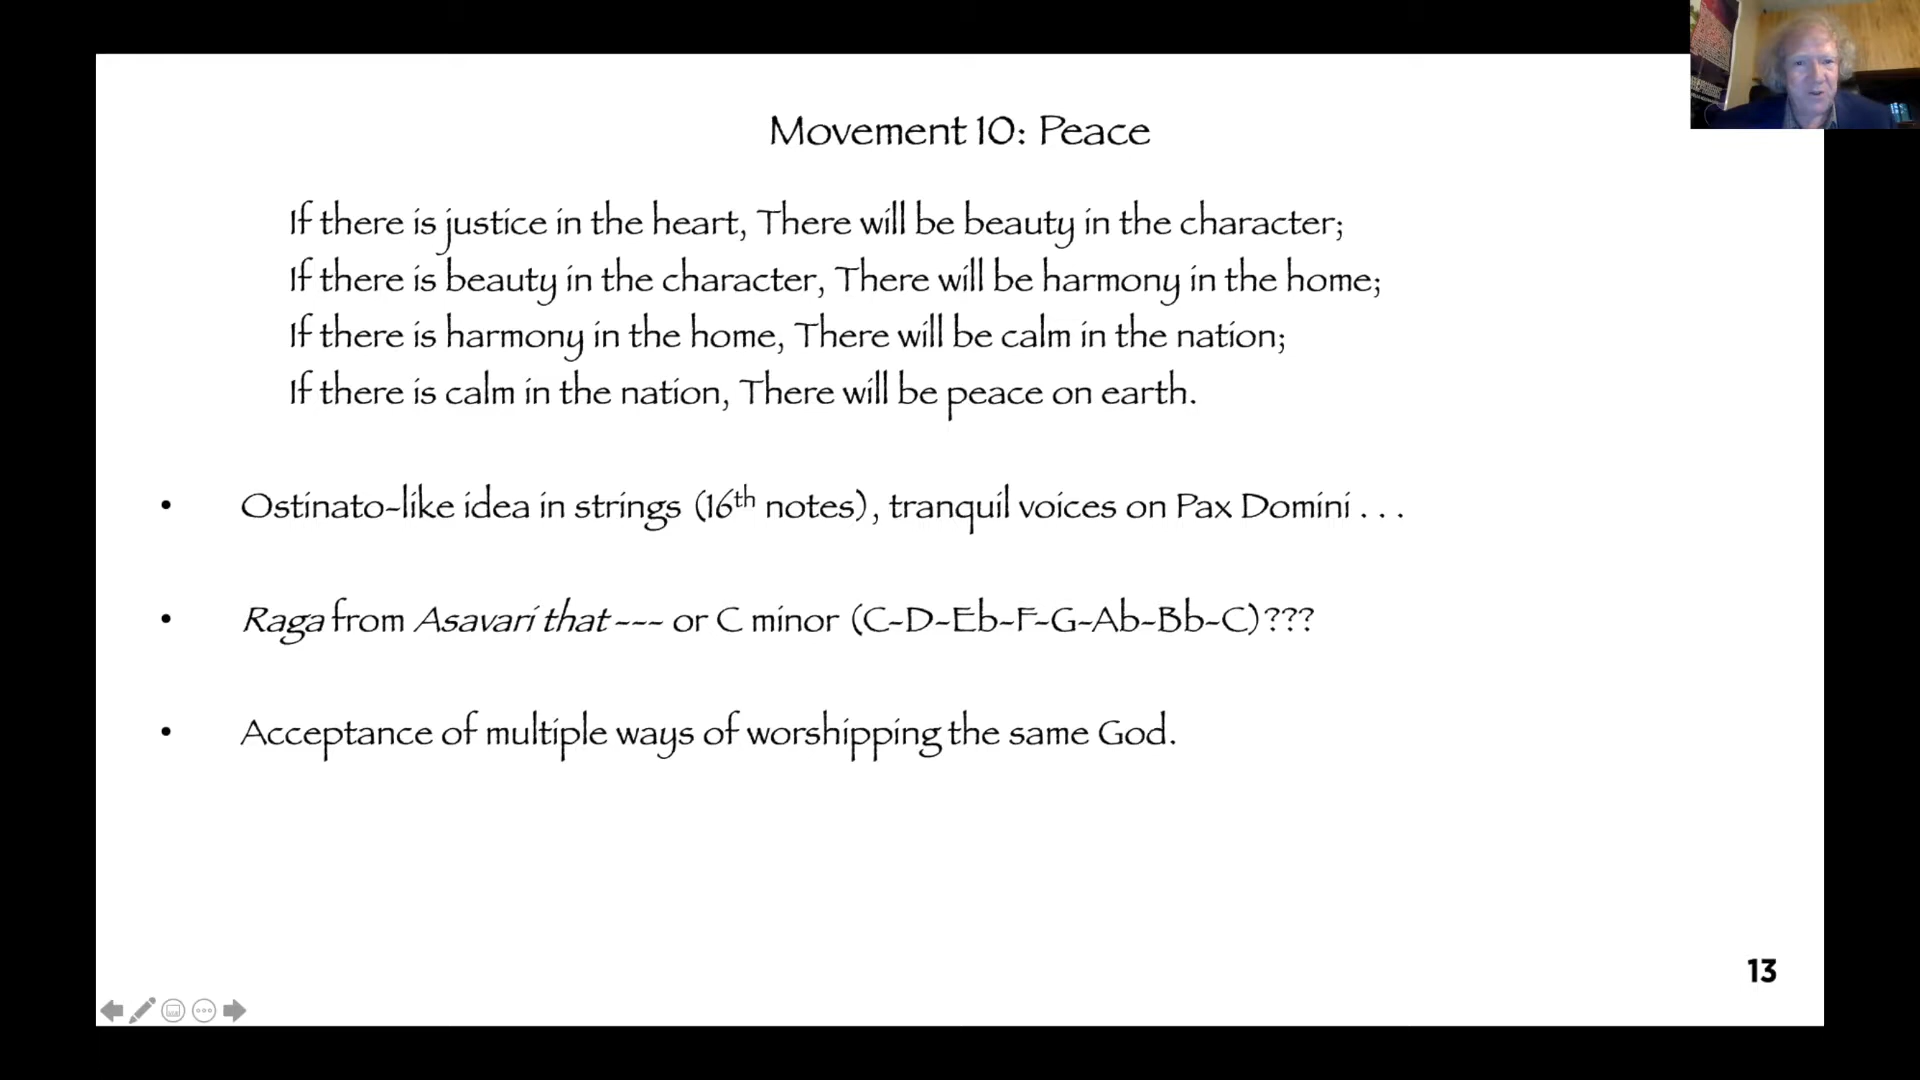 Movement 10: Peace
If there is justice in the heart, There will be beauty in the character;
If there is beauty in the character, There will be harmony in the home;
If there is harmony in the home, There will be calm in the nation;
If there is calm in the nation, There will be peace on earth.
• Ostinato-like idea in strings (16th notes), tranquil voices on Pax Domini . . .
• Raga from Asavari that --- or C minor (C-D-Eb-F-G-Ab-Bb-C)???
• Acceptance of multiple ways of worshipping the same God.
13